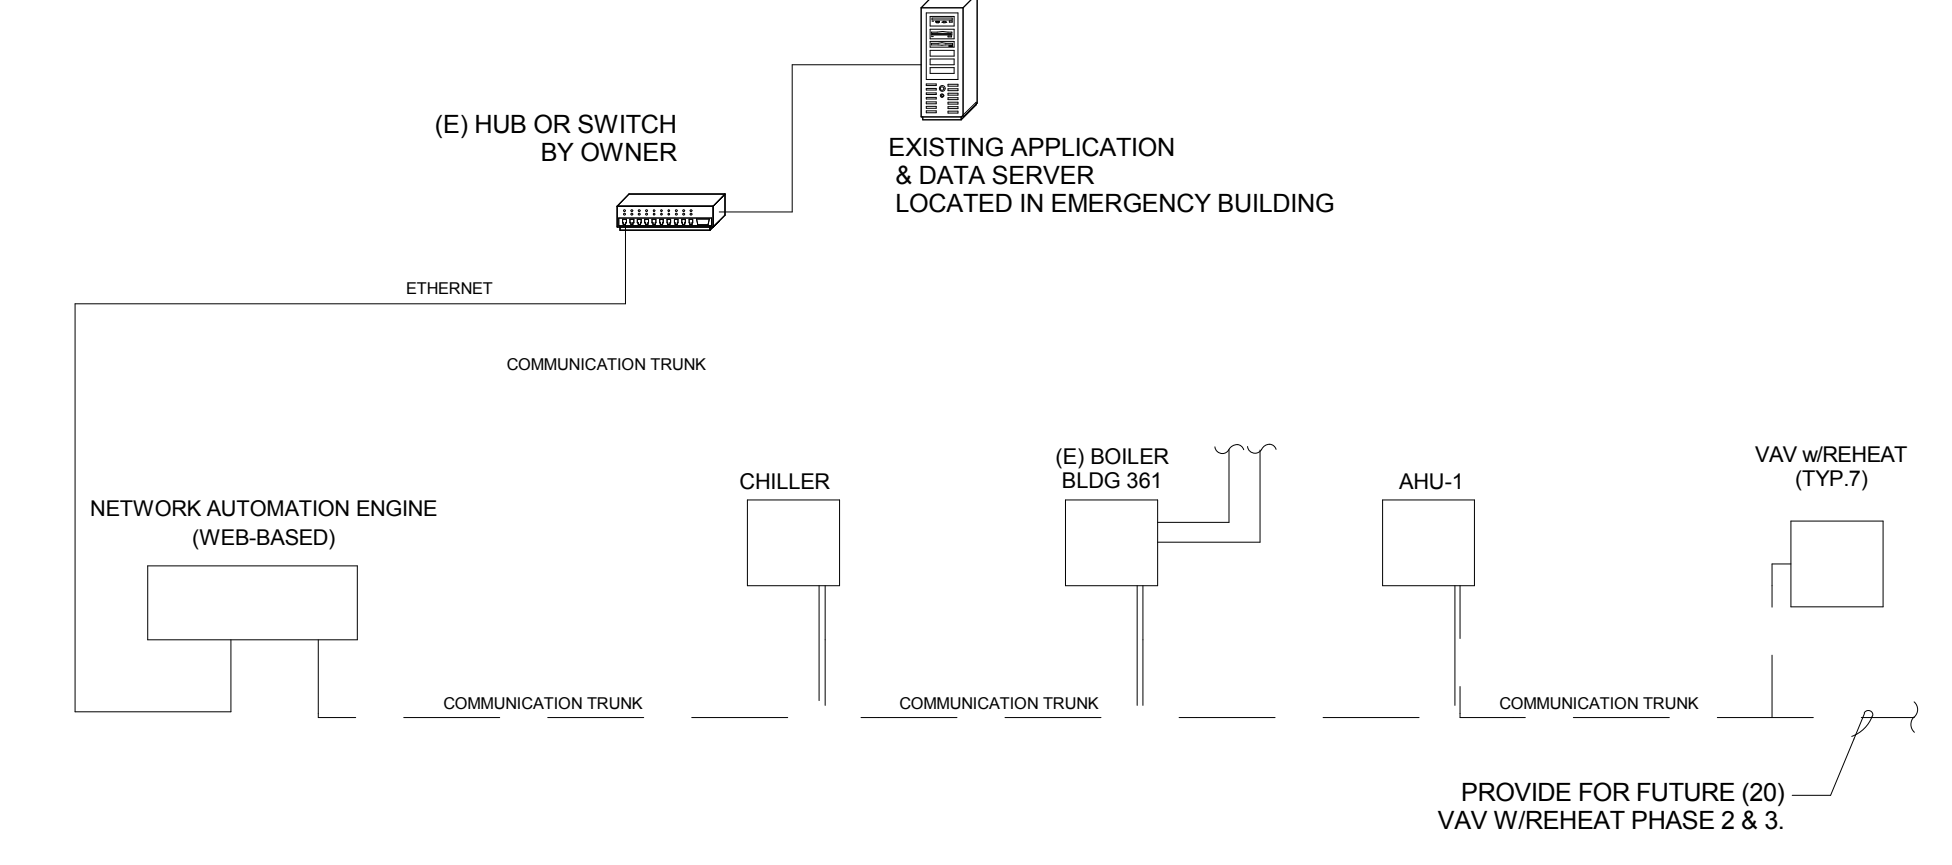 (E) HUB OR SWITCH
BY OWNER
EXISTING APPLICATION
& DATA SERVER
LOCATED IN EMERGENCY BUILDING
ETHERNET
COMMUNICATION TRUNK
NETWORK AUTOMATION ENGINE
(WEB-BASED)
CHILLER
(E) BOILER
BLDG 361
AHU-1
VAV w/REHEAT
(TYP.7)
COMMUNICATION TRUNK
COMMUNICATION TRUNK
COMMUNICATION TRUNK
PROVIDE FOR FUTURE (20)
VAV W/REHEAT PHASE 2 & 3.